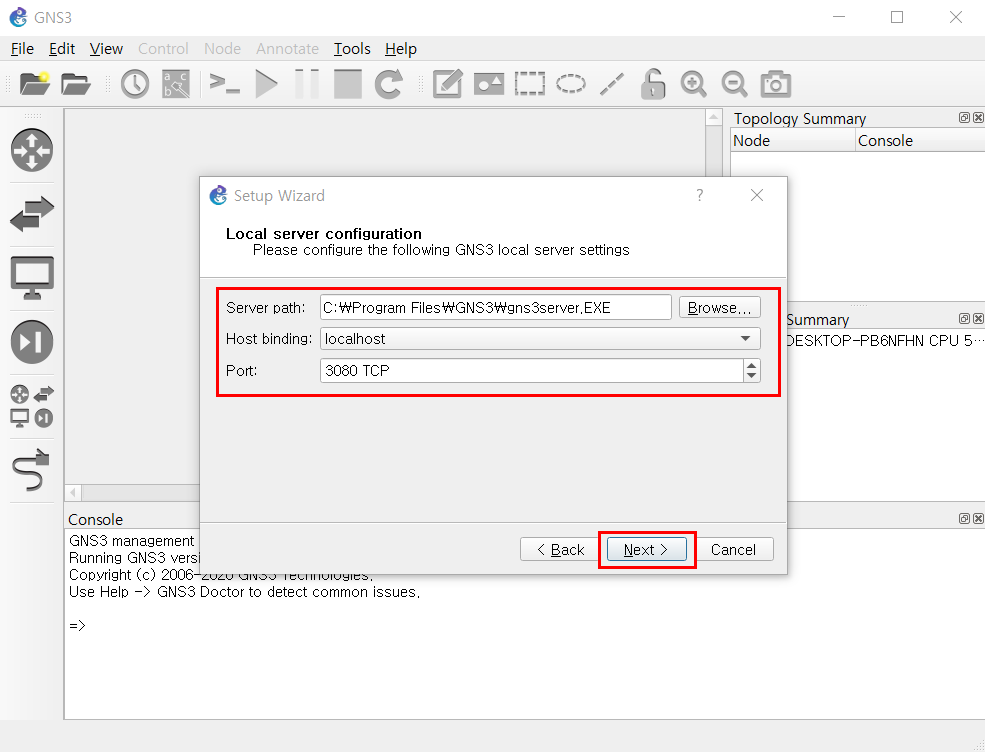 GNS3
File Edit View Control Node Annotate Tools Help
Topology Summary
Node Console
Setup Wizard
?
Local server configuration
Please configure the following GNS3 local server settings
Server path: C:₩Program Files₩GNS3₩gns3server.EXE Browse...
Host binding: localhost
Port: 3080 TCP
Summary
DESKTOP-PB6NFHN CPU 5...
< Back Next > Cancel
Console
GNS3 management
Running GNS3 versi
Copyright (c) 2006-2020 GNS3 Technologies.
Use Help -> GNS3 Doctor to detect common issues.
=>